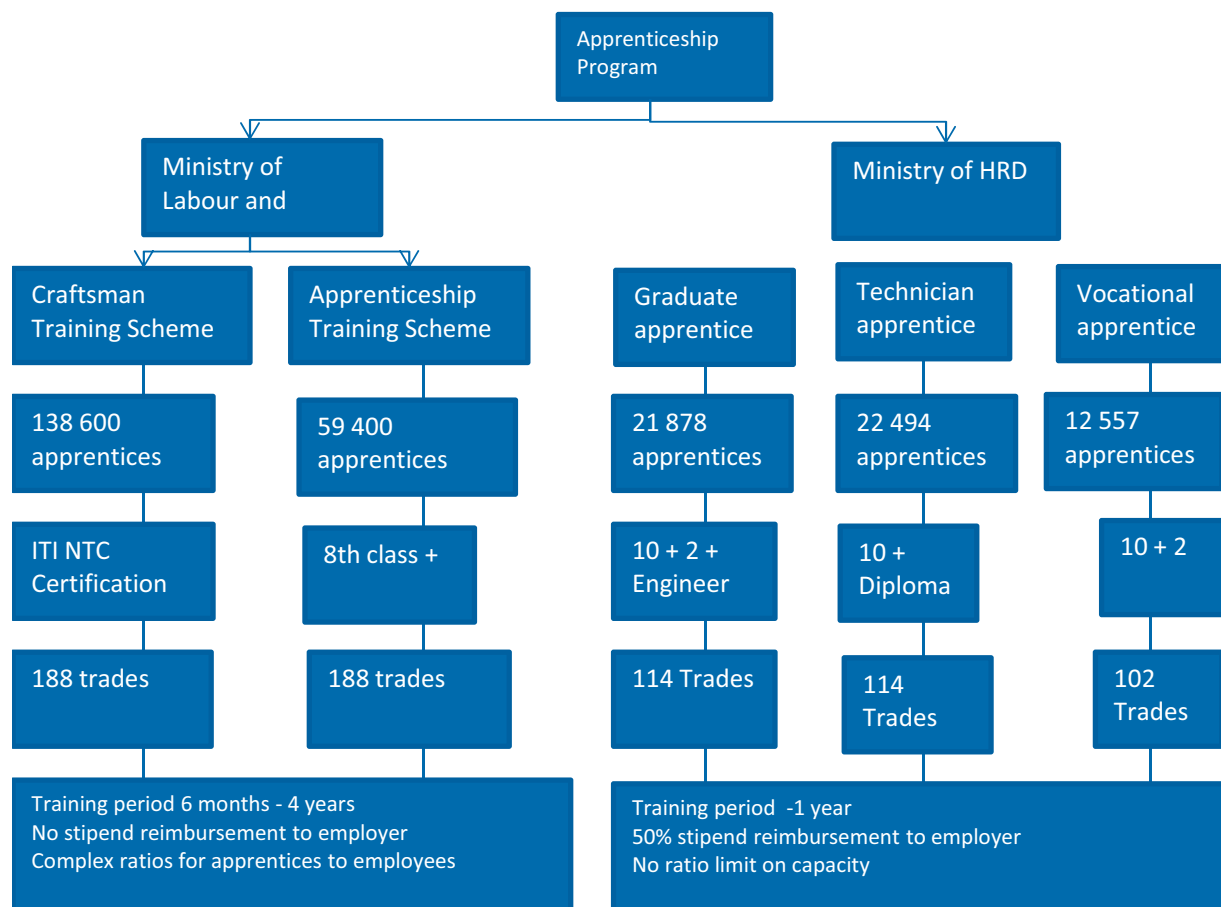 Apprenticeship
Program
Ministry of
Labour and
Ministry of HRD
Craftsman
Training Scheme
Apprenticeship
Training Scheme
Graduate
apprentice
Technician
apprentice
Vocational
apprentice
138 600
apprentices
59 400
apprentices
21 878
apprentices
22 494
apprentices
12 557
apprentices
ITI NTC
Certification
8th class +
10 + 2 +
Engineer
10 +
Diploma
10 + 2
188 trades
188 trades
114 Trades
114
Trades
102
Trades
Training period 6 months - 4 years
No stipend reimbursement to employer
Complex ratios for apprentices to employees
Training period -1 year
50% stipend reimbursement to employer
No ratio limit on capacity